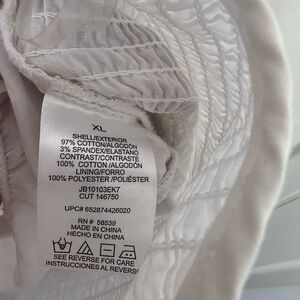 XL
SHELL/EXTERIOR
97% COTTON/ALGODÓN
3% SPANDEX/ELASTANO
CONTRAST/CONTRASTE
100% COTTON /ALGODÓN
LINING/FORRO
100% POLYESTER /POLIÉSTER
JB10103EK7
CUT 146750
UPC# 652874426020
RN # 58539
MADE IN CHINA
HECHO EN CHINA
SEE REVERSE FOR CARE
INSTRUCCIONES AL REVERSO